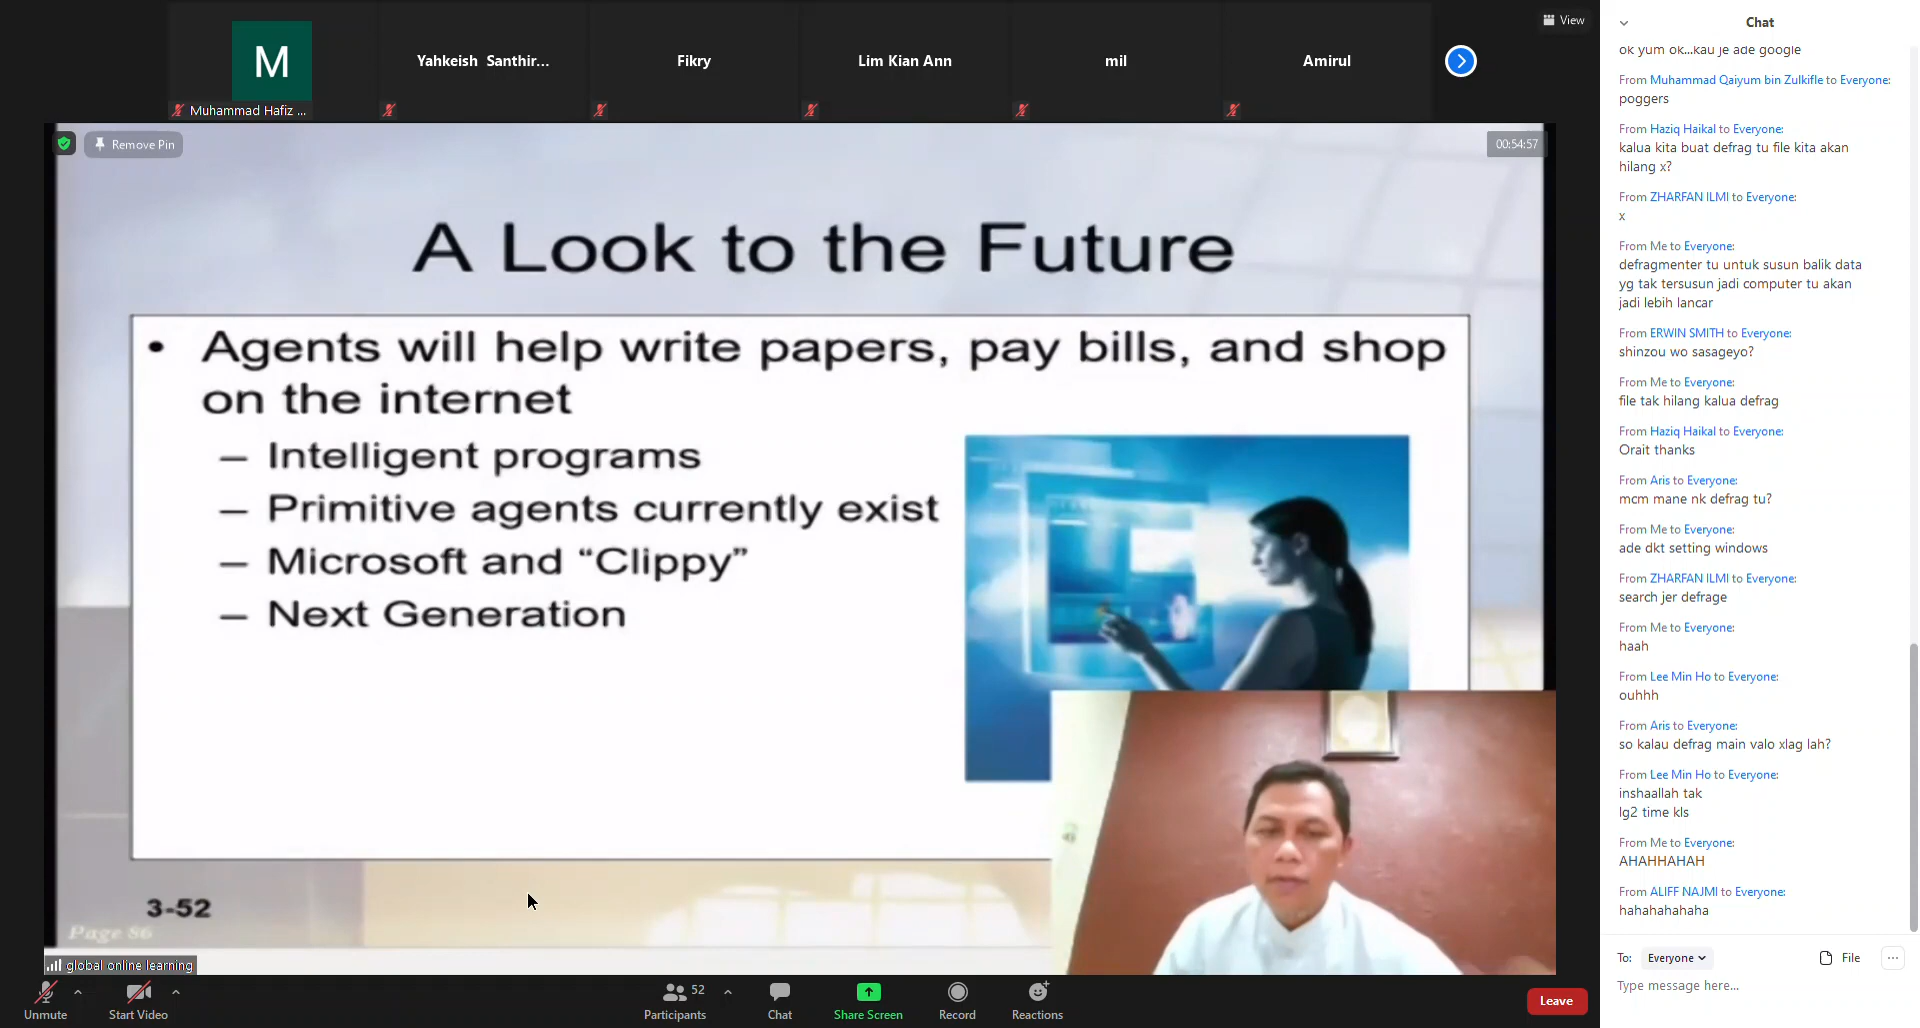 View
M
Muhammad Hafiz ...
Yahkeish Santhir...
Fikry
Lim Kian Ann
mil
Amirul
Remove Pin
00:54:57
A Look to the Future
• Agents will help write papers, pay bills, and shop
on the internet
– Intelligent programs
– Primitive agents currently exist
– Microsoft and “Clippy”
– Next Generation
3-52
Page 86
global online learning
Unmute
Start Video
52
Participants
Chat
Share Screen
Record
Reactions
Leave
Chat
ok yum ok...kau je ade google
From Muhammad Qaiyum bin Zulkifle to Everyone:
poggers
From Haziq Haikal to Everyone:
kalua kita buat defrag tu file kita akan
hilang x?
From ZHARFAN ILMI to Everyone:
x
From Me to Everyone:
defragmenter tu untuk susun balik data
yg tak tersusun jadi computer tu akan
jadi lebih lancar
From ERWIN SMITH to Everyone:
shinzou wo sasageyo?
From Me to Everyone:
file tak hilang kalua defrag
From Haziq Haikal to Everyone:
Orait thanks
From Aris to Everyone:
mcm mane nk defrag tu?
From Me to Everyone:
ade dkt setting windows
From ZHARFAN ILMI to Everyone:
search jer defrage
From Me to Everyone:
haah
From Lee Min Ho to Everyone:
ouhhh
From Aris to Everyone:
so kalau defrag main valo xlag lah?
From Lee Min Ho to Everyone:
inshaallah tak
lg2 time kls
From Me to Everyone:
AHAHHAHAH
From ALIFF NAJMI to Everyone:
hahahahahaha
To: Everyone
File
Type message here...